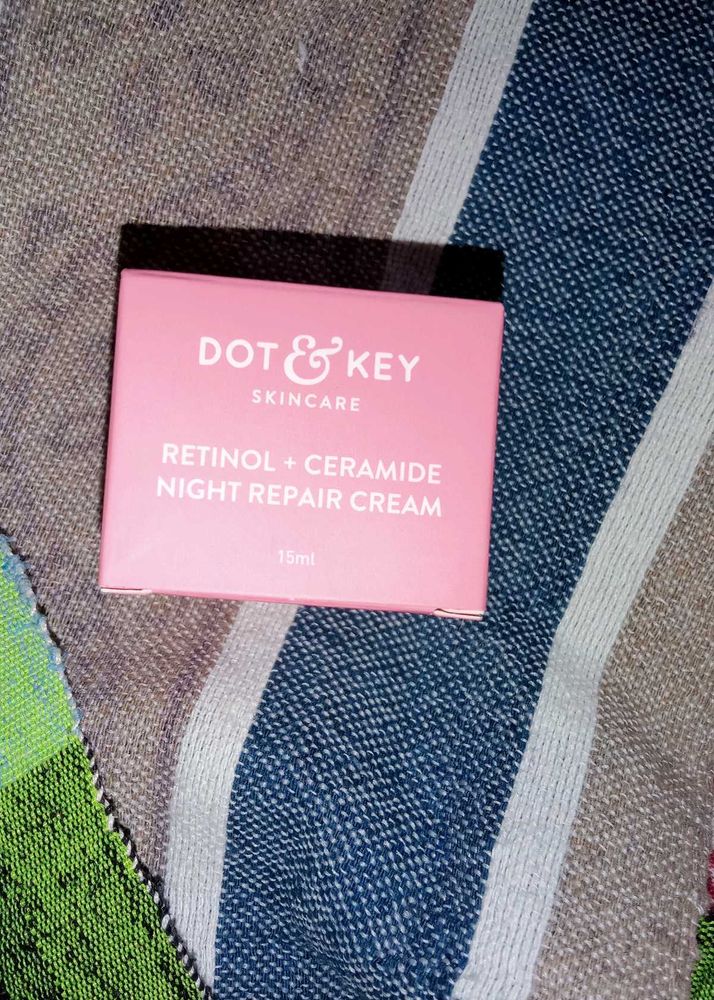 DOT & KEY
SKINCARE
RETINOL + CERAMIDE
NIGHT REPAIR CREAM
15ml